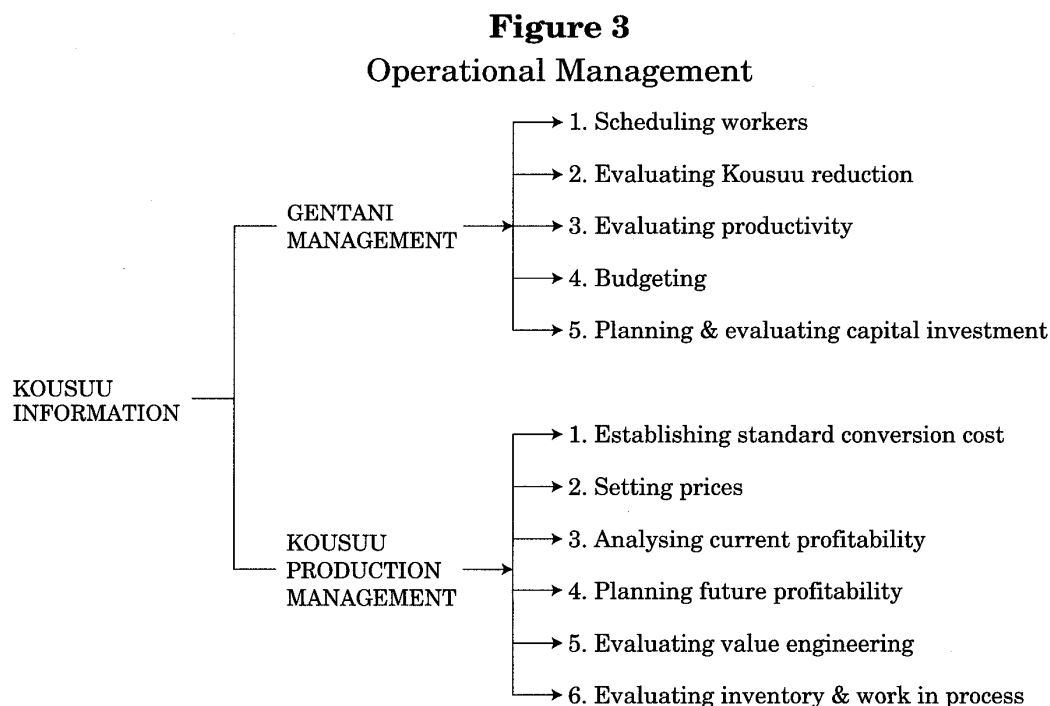 Figure 3
Operational Management
1. Scheduling workers
2. Evaluating Kousuu reduction
GENTANI
MANAGEMENT
3. Evaluating productivity
4. Budgeting
5. Planning & evaluating capital investment
KOUSUU
INFORMATION
1. Establishing standard conversion cost
2. Setting prices
3. Analysing current profitability
KOUSUU
PRODUCTION
MANAGEMENT
4. Planning future profitability
5. Evaluating value engineering
6. Evaluating inventory & work in process